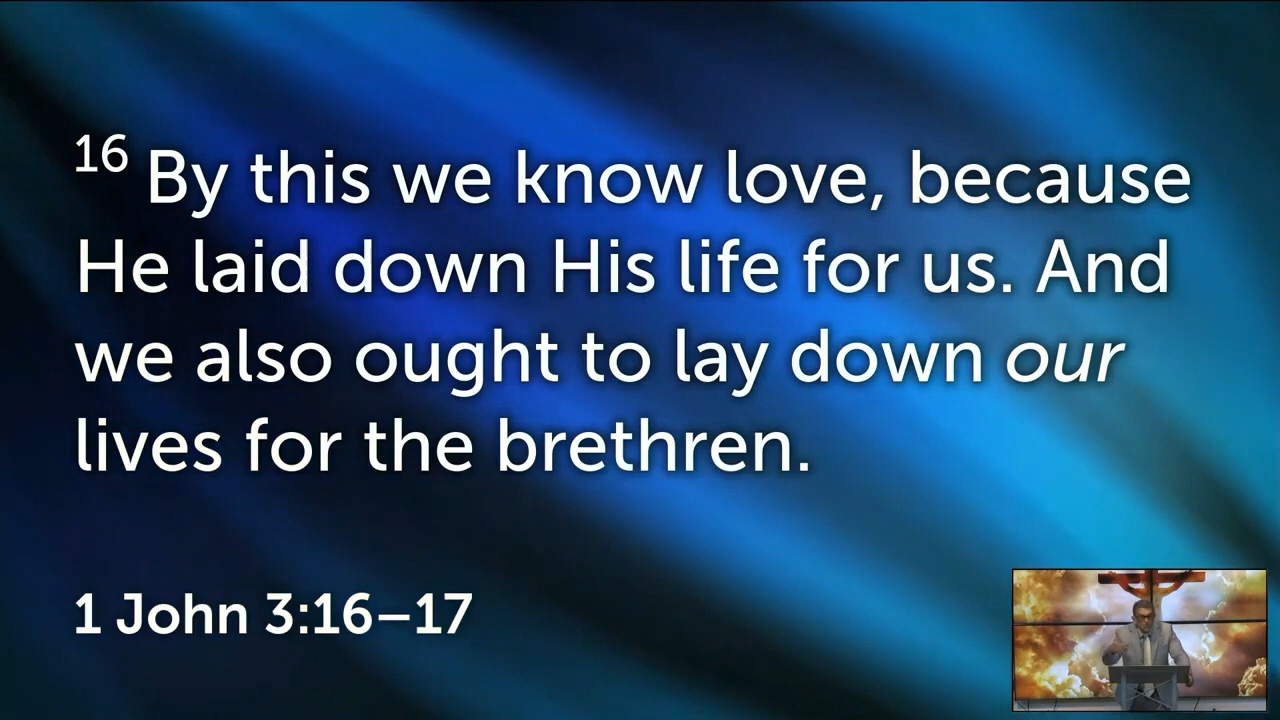 16 By this we know love, because
He laid down His life for us. And
we also ought to lay down our
lives for the brethren.
1 John 3:16–17